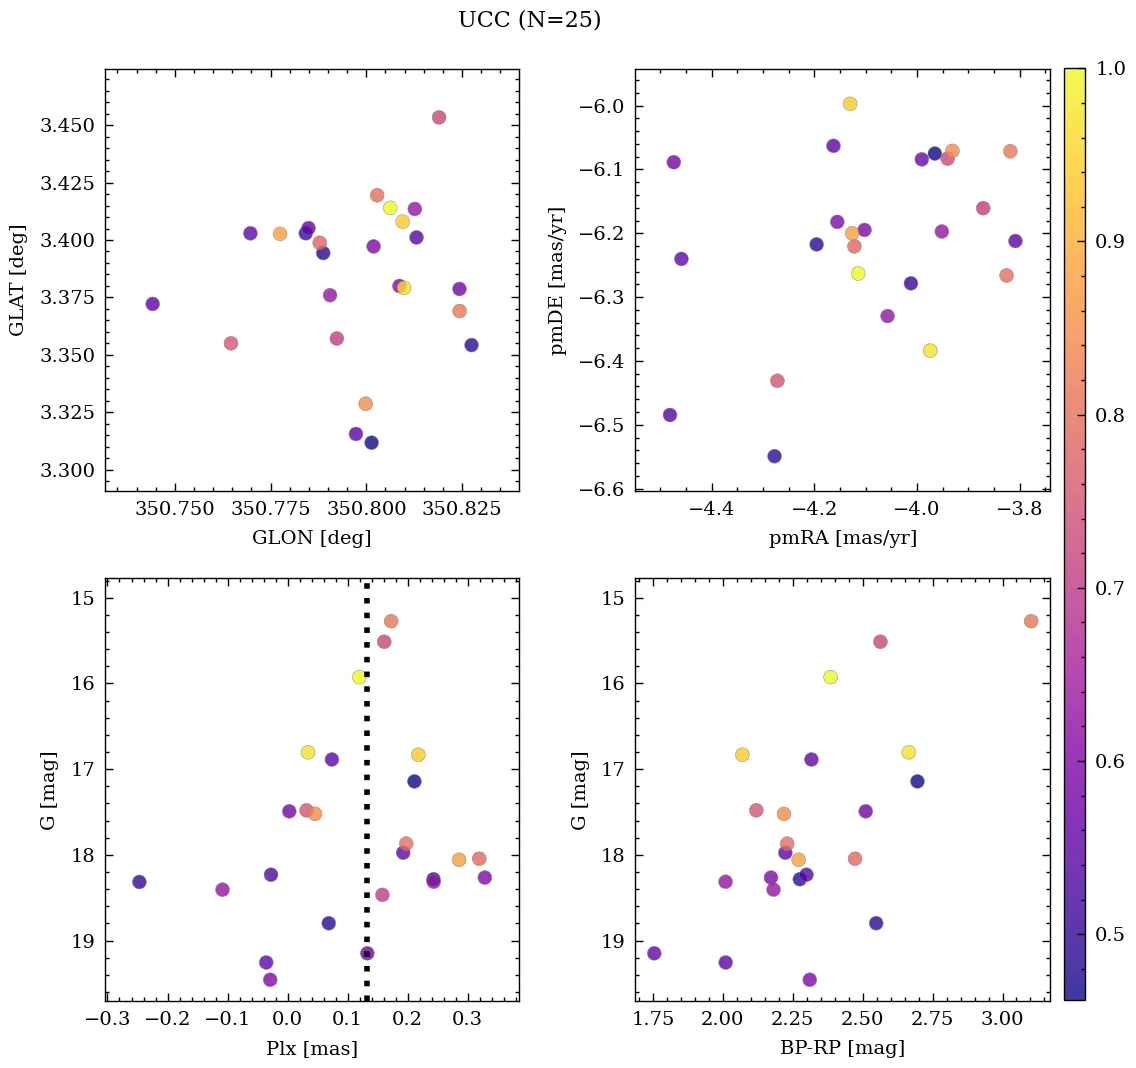 UCC (N=25)
3.450
3.425
3.400
3.375
3.350
3.325
3.300
GLAT [deg]
350.750 350.775 350.800 350.825
GLON [deg]
−6.0
−6.1
−6.2
−6.3
−6.4
−6.5
−6.6
pmDE [mas/yr]
−4.4 −4.2 −4.0 −3.8
pmRA [mas/yr]
15
16
17
18
19
G [mag]
−0.3 −0.2 −0.1 0.0 0.1 0.2 0.3
Plx [mas]
15
16
17
18
19
G [mag]
1.75 2.00 2.25 2.50 2.75 3.00
BP-RP [mag]
1.0
0.9
0.8
0.7
0.6
0.5